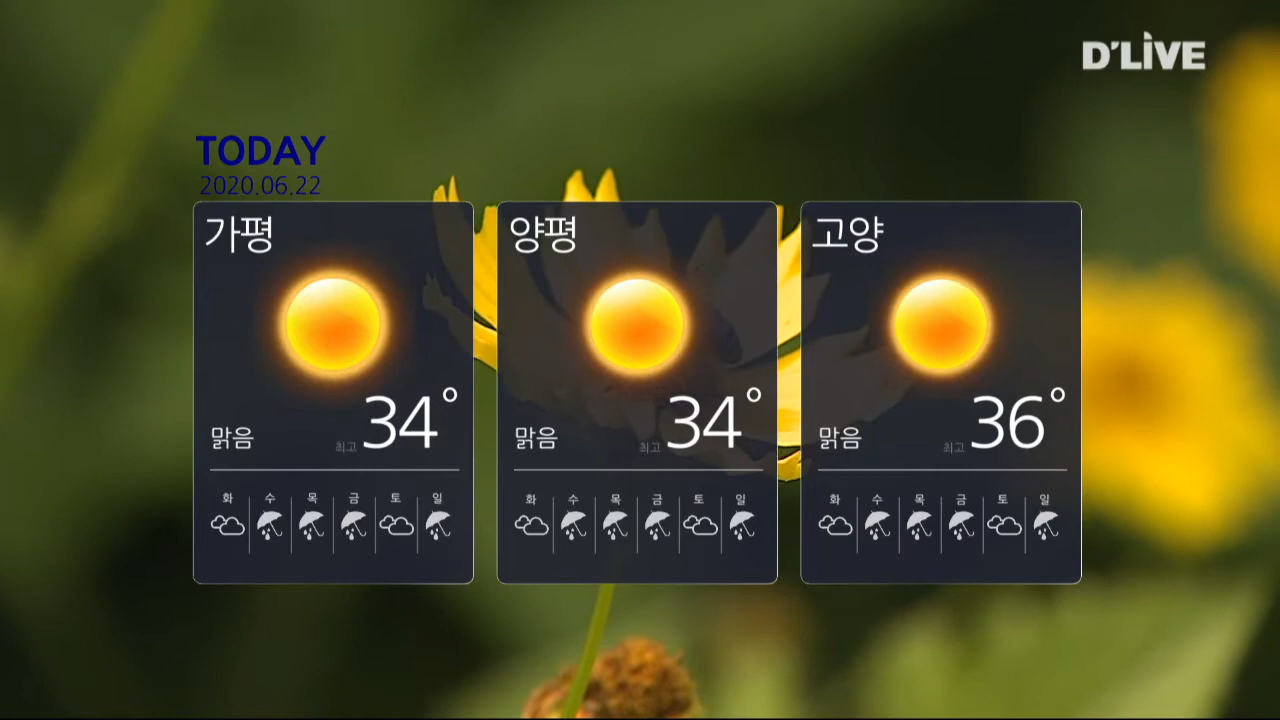 D'LIVE
TODAY
2020.06.22
가평
맑음
최고 34°
화 수 목 금 토 일
양평
맑음
최고 34°
화 수 목 금 토 일
고양
맑음
최고 36°
화 수 목 금 토 일